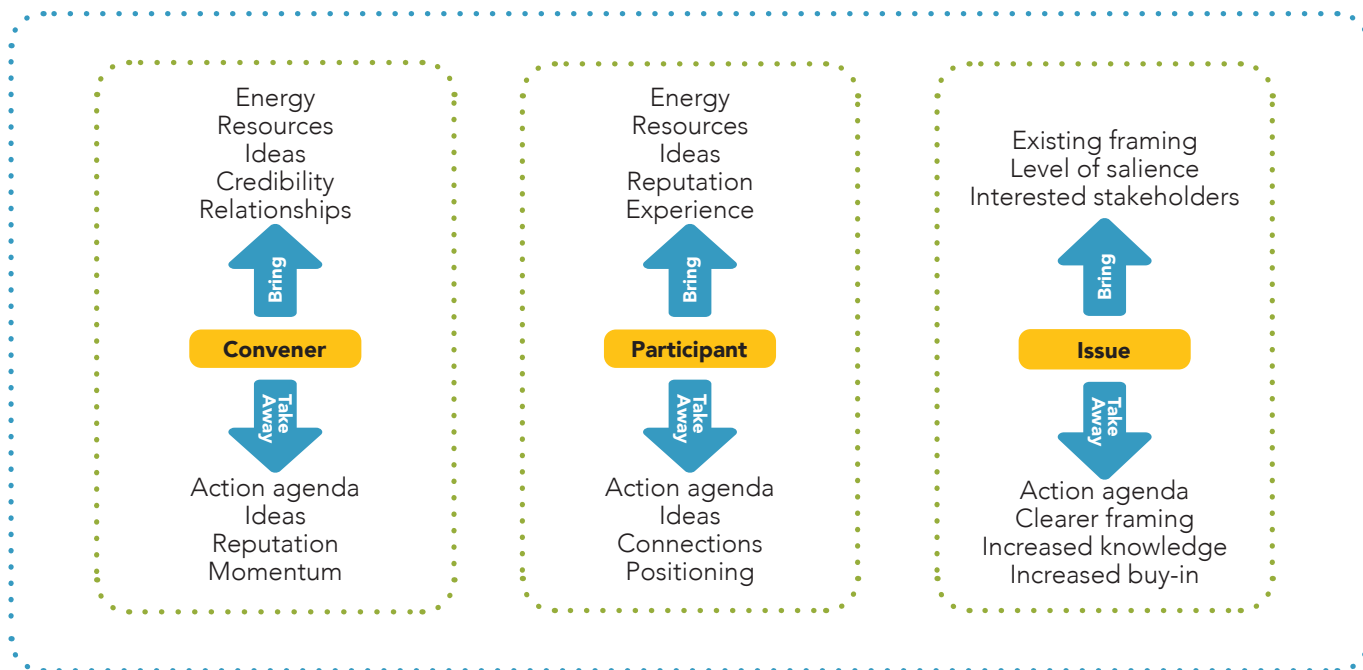 Energy
Resources
Ideas
Credibility
Relationships
Bring
Convener
Take
Away
Action agenda
Ideas
Reputation
Momentum
Energy
Resources
Ideas
Reputation
Experience
Bring
Participant
Take
Away
Action agenda
Ideas
Connections
Positioning
Existing framing
Level of salience
Interested stakeholders
Bring
Issue
Take
Away
Action agenda
Clearer framing
Increased knowledge
Increased buy-in